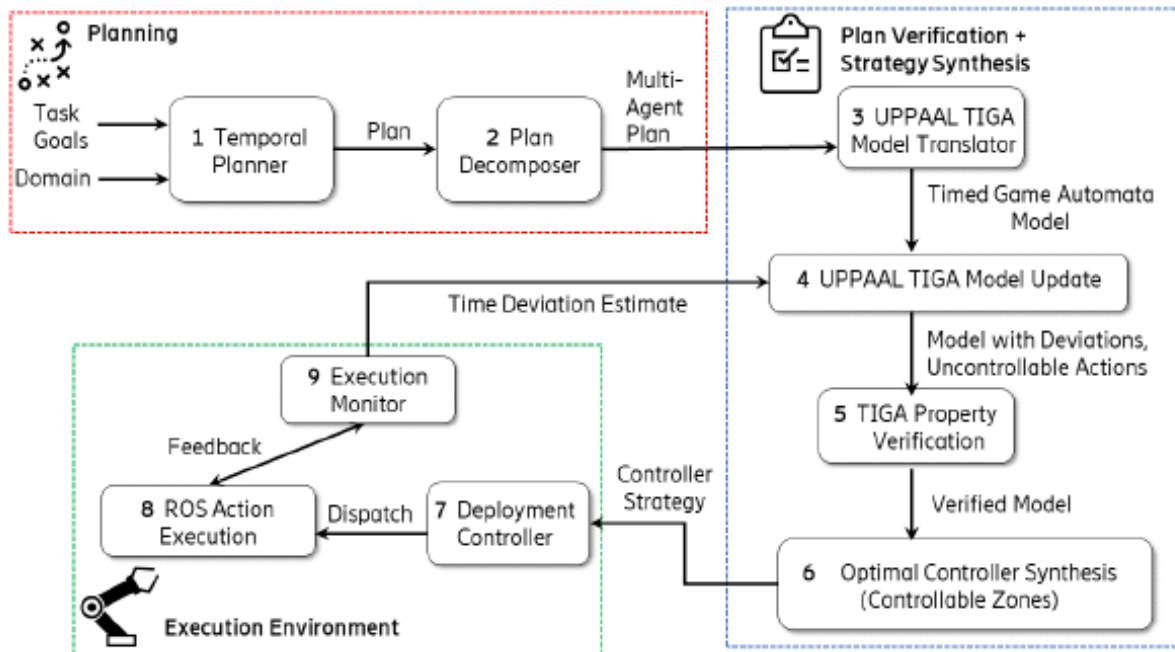 Planning
Task
Goals
Domain
1 Temporal
Planner
Plan
2 Plan
Decomposer
Multi-
Agent
Plan
Plan Verification +
Strategy Synthesis
3 UPPAAL TIGA
Model Translator
Timed Game Automata
Model
4 UPPAAL TIGA Model Update
Time Deviation Estimate
Model with Deviations,
Uncontrollable Actions
5 TIGA Property
Verification
Verified Model
6 Optimal Controller Synthesis
(Controllable Zones)
Controller
Strategy
7 Deployment
Controller
Dispatch
8 ROS Action
Execution
Feedback
9 Execution
Monitor
Execution Environment